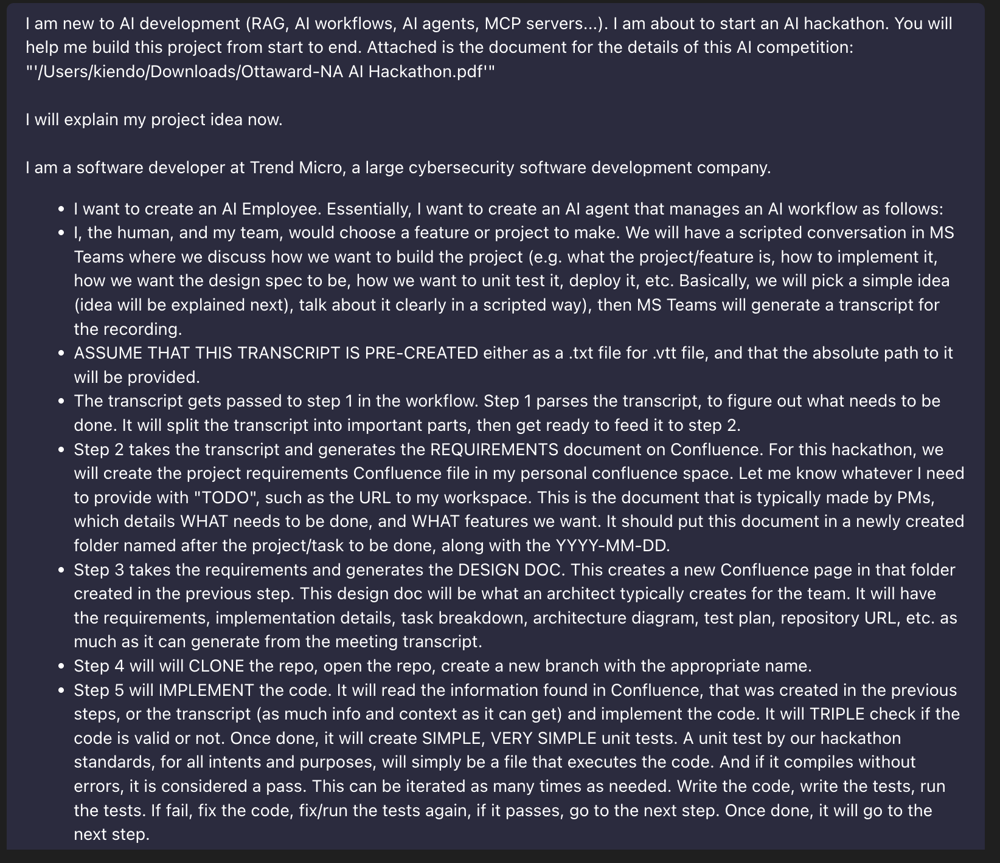 I am new to AI development (RAG, AI workflows, AI agents, MCP servers...). I am about to start an AI hackathon. You will
help me build this project from start to end. Attached is the document for the details of this AI competition:
"'/Users/kiendo/Downloads/Ottaward-NA AI Hackathon.pdf'"
I will explain my project idea now.
I am a software developer at Trend Micro, a large cybersecurity software development company.
• I want to create an AI Employee. Essentially, I want to create an AI agent that manages an AI workflow as follows:
• I, the human, and my team, would choose a feature or project to make. We will have a scripted conversation in MS
Teams where we discuss how we want to build the project (e.g. what the project/feature is, how to implement it,
how we want the design spec to be, how we want to unit test it, deploy it, etc. Basically, we will pick a simple idea
(idea will be explained next), talk about it clearly in a scripted way), then MS Teams will generate a transcript for
the recording.
• ASSUME THAT THIS TRANSCRIPT IS PRE-CREATED either as a .txt file for .vtt file, and that the absolute path to it
will be provided.
• The transcript gets passed to step 1 in the workflow. Step 1 parses the transcript, to figure out what needs to be
done. It will split the transcript into important parts, then get ready to feed it to step 2.
• Step 2 takes the transcript and generates the REQUIREMENTS document on Confluence. For this hackathon, we
will create the project requirements Confluence file in my personal confluence space. Let me know whatever I need
to provide with "TODO", such as the URL to my workspace. This is the document that is typically made by PMs,
which details WHAT needs to be done, and WHAT features we want. It should put this document in a newly created
folder named after the project/task to be done, along with the YYYY-MM-DD.
• Step 3 takes the requirements and generates the DESIGN DOC. This creates a new Confluence page in that folder
created in the previous step. This design doc will be what an architect typically creates for the team. It will have
the requirements, implementation details, task breakdown, architecture diagram, test plan, repository URL, etc. as
much as it can generate from the meeting transcript.
• Step 4 will will CLONE the repo, open the repo, create a new branch with the appropriate name.
• Step 5 will IMPLEMENT the code. It will read the information found in Confluence, that was created in the previous
steps, or the transcript (as much info and context as it can get) and implement the code. It will TRIPLE check if the
code is valid or not. Once done, it will create SIMPLE, VERY SIMPLE unit tests. A unit test by our hackathon
standards, for all intents and purposes, will simply be a file that executes the code. And if it compiles without
errors, it is considered a pass. This can be iterated as many times as needed. Write the code, write the tests, run
the tests. If fail, fix the code, fix/run the tests again, if it passes, go to the next step. Once done, it will go to the
next step.